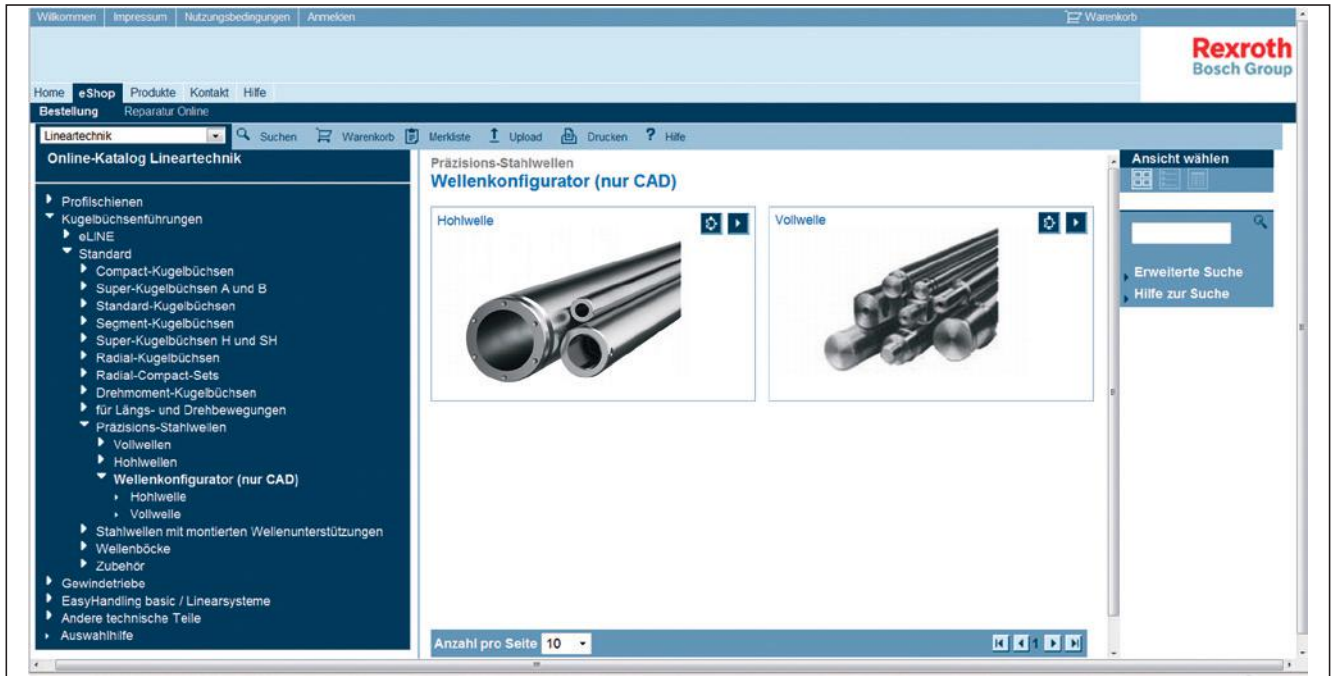 Willkommen Impressum Nutzungsbedingungen Anmelden Warenkorb
Rexroth
Bosch Group
Home eShop Produkte Kontakt Hilfe
Bestellung Reparatur Online
Lineartechnik Suchen Warenkorb Merkliste Upload Drucken ? Hilfe
Online-Katalog Lineartechnik
Profilschienen
Kugelbüchsenführungen
eLINE
Standard
Compact-Kugelbüchsen
Super-Kugelbüchsen A und B
Standard-Kugelbüchsen
Segment-Kugelbüchsen
Super-Kugelbüchsen H und SH
Radial-Kugelbüchsen
Radial-Compact-Sets
Drehmoment-Kugelbüchsen
für Längs- und Drehbewegungen
Präzisions-Stahlwellen
Vollwellen
Hohlwellen
Wellenkonfigurator (nur CAD)
Hohlwelle
Vollwelle
Stahlwellen mit montierten Wellenunterstützungen
Wellenböcke
Zubehör
Gewindetriebe
EasyHandling basic / Linearsysteme
Andere technische Teile
Auswahlhilfe
Präzisions-Stahlwellen
Wellenkonfigurator (nur CAD)
Hohlwelle
Vollwelle
Anzahl pro Seite 10
1
Ansicht wählen
Erweiterte Suche
Hilfe zur Suche